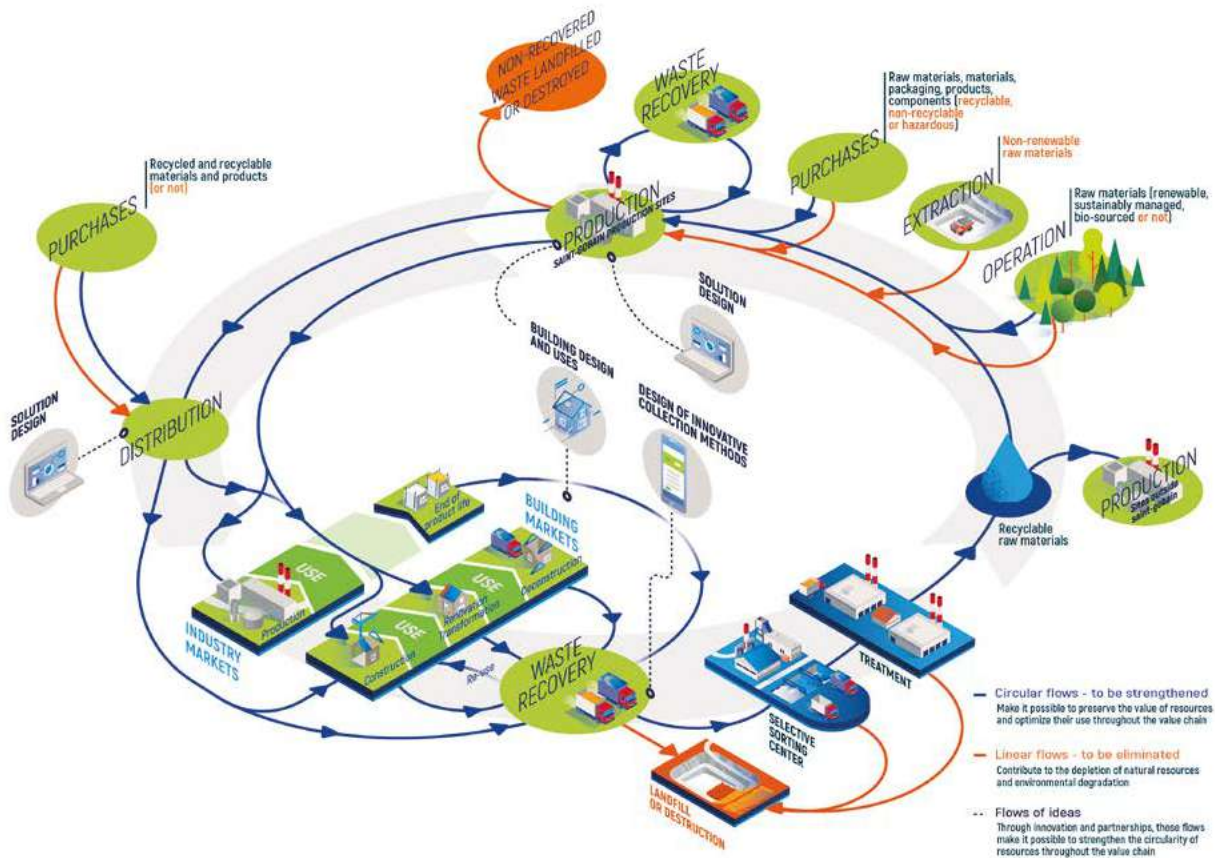 NON-RECOVERED
WASTE LANDFILLED
OR DESTROYED
WASTE
RECOVERY
Raw materials, materials,
packaging, products,
components (recyclable,
non-recyclable
or hazardous)
PURCHASES
Non-renewable
raw materials
EXTRACTION
Raw materials (renewable,
sustainably managed,
bio-sourced or not)
OPERATION
Recycled and recyclable
materials and products
(or not)
PURCHASES
PRODUCTION
SAINT-GOBAIN PRODUCTION SITES
SOLUTION
DESIGN
BUILDING DESIGN
AND USES
DESIGN OF INNOVATIVE
COLLECTION METHODS
SOLUTION
DESIGN
DISTRIBUTION
End of
product life
BUILDING
MARKETS
Deconstruction
USE
Renovation
Transformation
USE
Construction
USE
Production
INDUSTRY
MARKETS
Re-use
WASTE
RECOVERY
Recyclable
raw materials
PRODUCTION
Sites outside
saint-gobain
TREATMENT
SELECTIVE
SORTING
CENTER
LANDFILL
OR DESTRUCTION
Circular flows - to be strengthened
Make it possible to preserve the value of resources
and optimize their use throughout the value chain
Linear flows - to be eliminated
Contribute to the depletion of natural resources
and environmental degradation
Flows of ideas
Through innovation and partnerships, those flows
make it possible to strengthen the circularity of
resources throughout the value chain